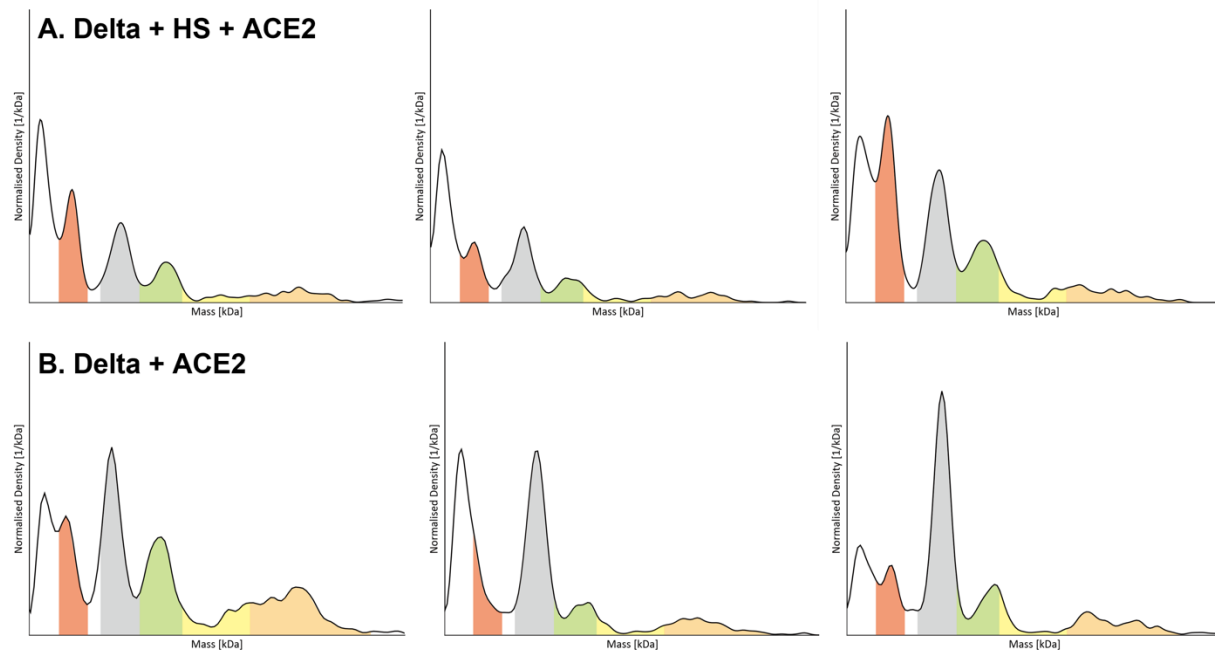 A. Delta + HS + ACE2
Normalised Density [1/kDa]
Mass [kDa]
Normalised Density [1/kDa]
Mass [kDa]
Normalised Density [1/kDa]
Mass [kDa]
B. Delta + ACE2
Normalised Density [1/kDa]
Mass [kDa]
Normalised Density [1/kDa]
Mass [kDa]
Normalised Density [1/kDa]
Mass [kDa]